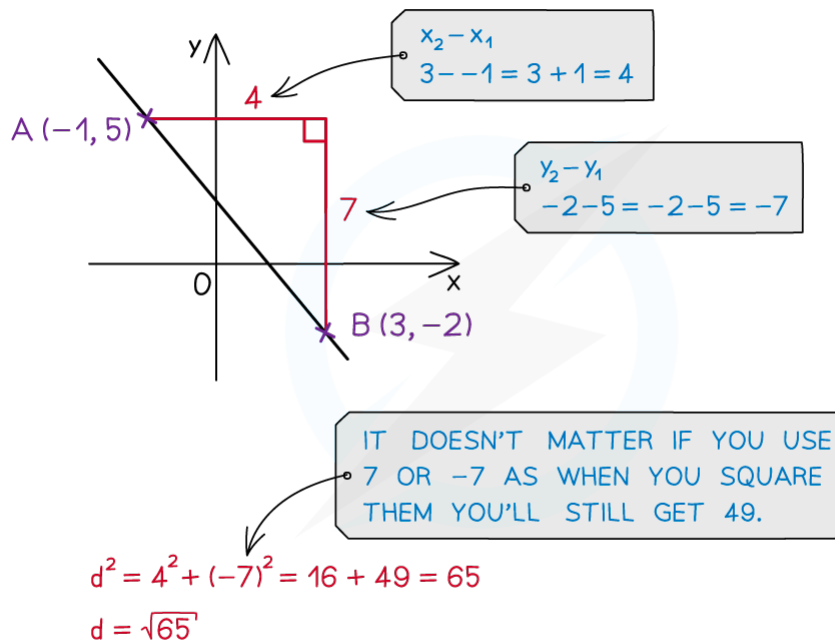 y
x₂ − x₁
3 − −1 = 3 + 1 = 4
4
A (−1, 5)
y₂ − y₁
−2 − 5 = −2 − 5 = −7
7
O
x
B (3, −2)
IT DOESN'T MATTER IF YOU USE
7 OR −7 AS WHEN YOU SQUARE
THEM YOU'LL STILL GET 49.
d² = 4² + (−7)² = 16 + 49 = 65
d = √65